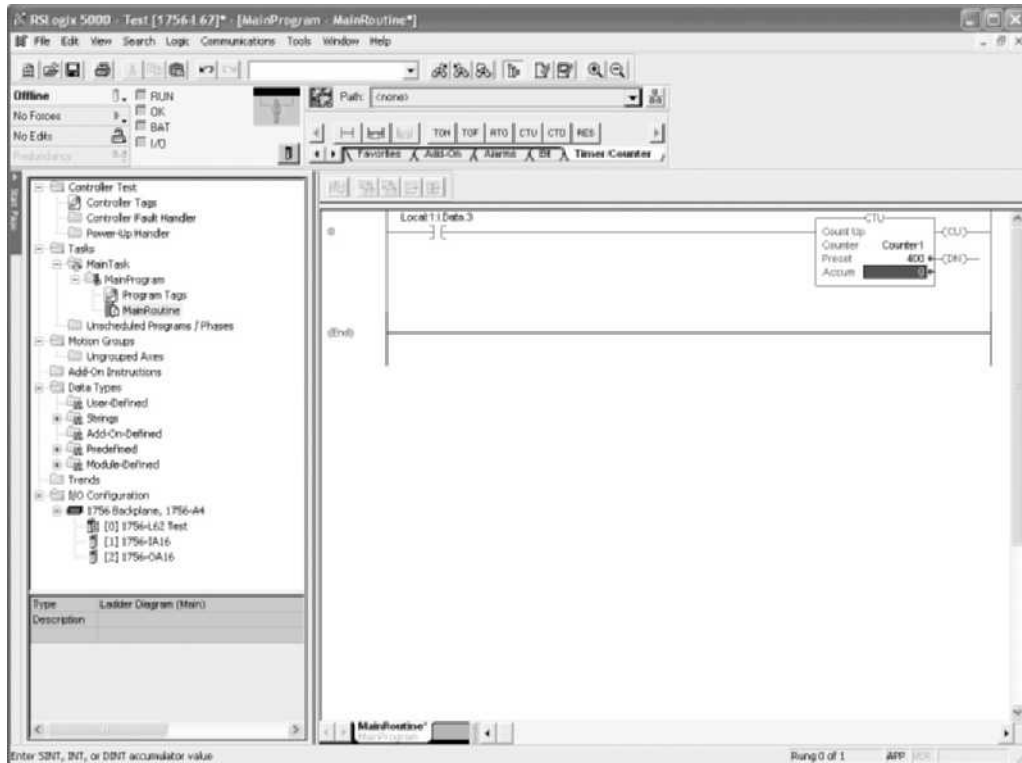 RSLogix 5000 - Test [1756-L62]* - [MainProgram - MainRoutine*]
File Edit View Search Logic Communications Tools Window Help
Offline
RUN
No Forces
OK
No Edits
BAT
I/O
Redundancy
Path: <none>
TON TOF RTO CTU CTD RES
Favorites Add-On Alarms Bit Timer/Counter
Start Page
Controller Test
Controller Tags
Controller Fault Handler
Power-Up Handler
Tasks
MainTask
MainProgram
Program Tags
MainRoutine
Unscheduled Programs / Phases
Motion Groups
Ungrouped Axes
Add-On Instructions
Data Types
User-Defined
Strings
Add-On-Defined
Predefined
Module-Defined
Trends
I/O Configuration
1756 Backplane, 1756-A4
[0] 1756-L62 Test
[1] 1756-IA16
[2] 1756-OA16
Type Ladder Diagram (Main)
Description
0
Local:1:I.Data.3
CTU
Count Up
Counter Counter1
Preset 400
Accum 0
(CU)
(DN)
(End)
MainRoutine*
MainProgram
Enter SINT, INT, or DINT accumulator value
Rung 0 of 1 APP VER